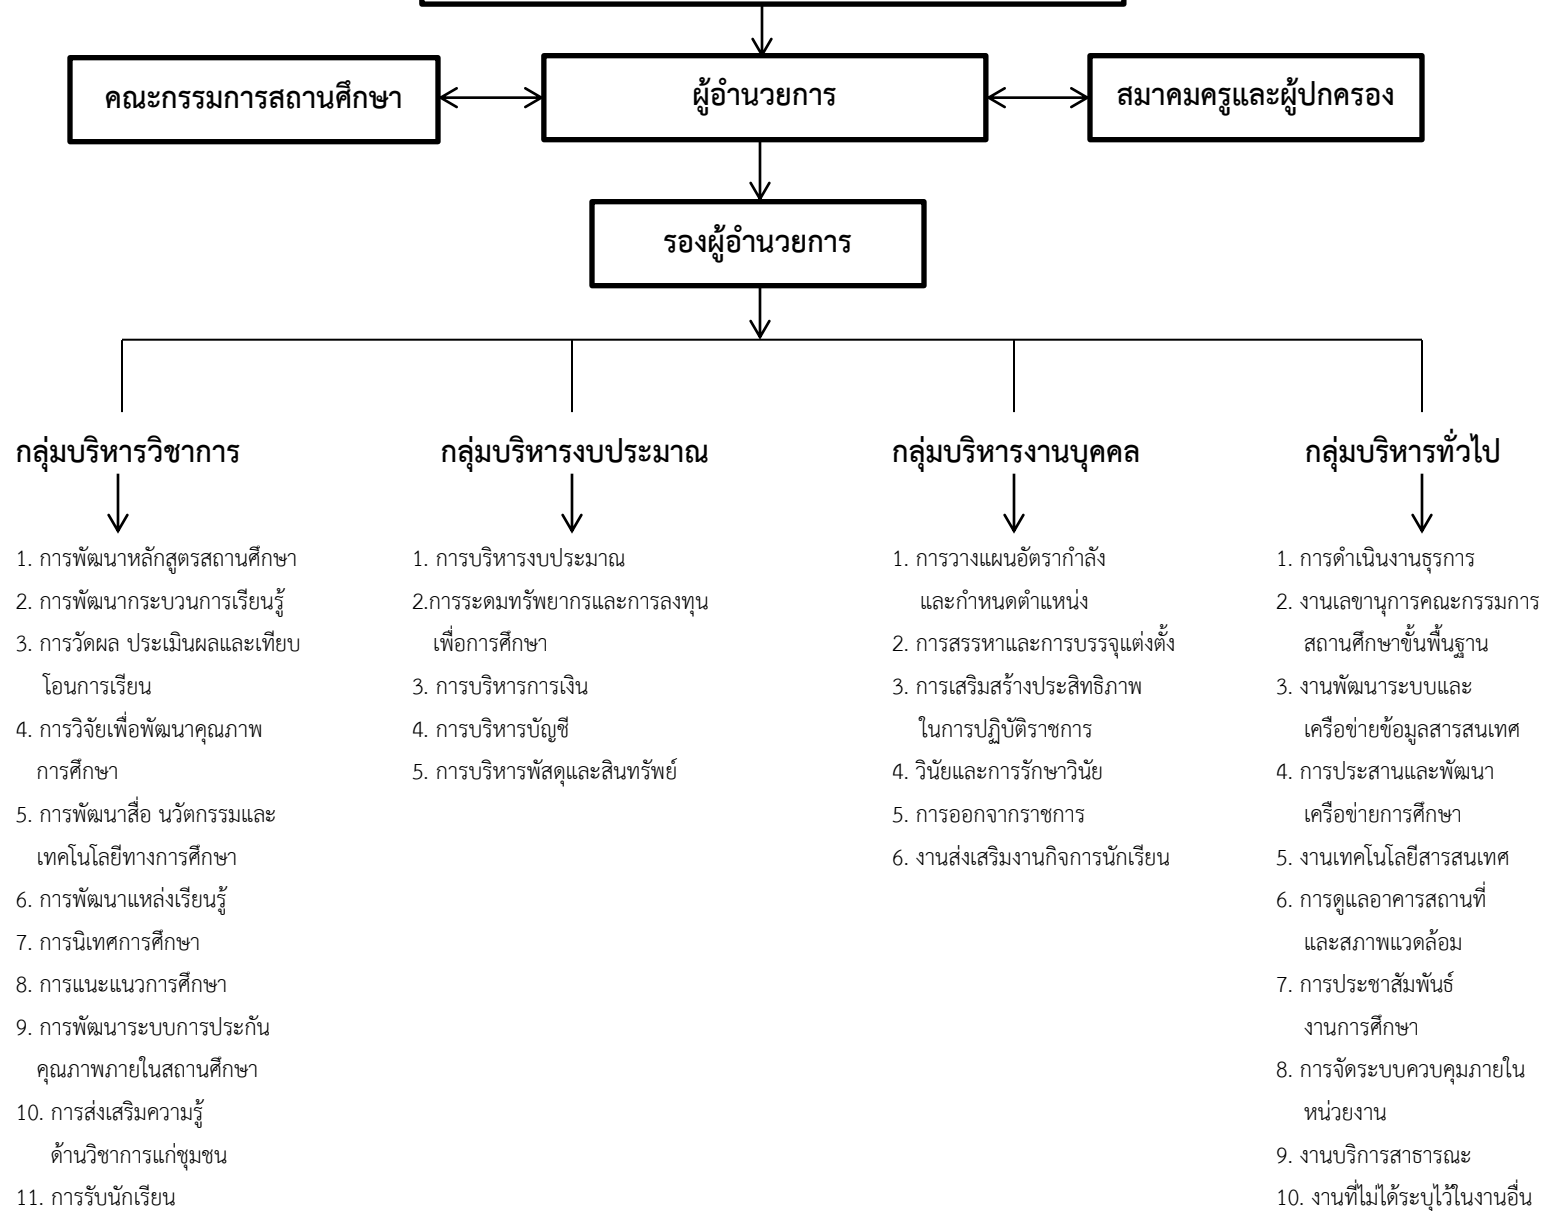 คณะกรรมการสถานศึกษา
ผู้อำนวยการ
สมาคมครูและผู้ปกครอง
รองผู้อำนวยการ
กลุ่มบริหารวิชาการ
1. การพัฒนาหลักสูตรสถานศึกษา
2. การพัฒนากระบวนการเรียนรู้
3. การวัดผล ประเมินผลและเทียบ
โอนการเรียน
4. การวิจัยเพื่อพัฒนาคุณภาพ
การศึกษา
5. การพัฒนาสื่อ นวัตกรรมและ
เทคโนโลยีทางการศึกษา
6. การพัฒนาแหล่งเรียนรู้
7. การนิเทศการศึกษา
8. การแนะแนวการศึกษา
9. การพัฒนาระบบการประกัน
คุณภาพภายในสถานศึกษา
10. การส่งเสริมความรู้
ด้านวิชาการแก่ชุมชน
11. การรับนักเรียน
กลุ่มบริหารงบประมาณ
1. การบริหารงบประมาณ
2.การระดมทรัพยากรและการลงทุน
เพื่อการศึกษา
3. การบริหารการเงิน
4. การบริหารบัญชี
5. การบริหารพัสดุและสินทรัพย์
กลุ่มบริหารงานบุคคล
1. การวางแผนอัตรากำลัง
และกำหนดตำแหน่ง
2. การสรรหาและการบรรจุแต่งตั้ง
3. การเสริมสร้างประสิทธิภาพ
ในการปฏิบัติราชการ
4. วินัยและการรักษาวินัย
5. การออกจากราชการ
6. งานส่งเสริมงานกิจการนักเรียน
กลุ่มบริหารทั่วไป
1. การดำเนินงานธุรการ
2. งานเลขานุการคณะกรรมการ
สถานศึกษาขั้นพื้นฐาน
3. งานพัฒนาระบบและ
เครือข่ายข้อมูลสารสนเทศ
4. การประสานและพัฒนา
เครือข่ายการศึกษา
5. งานเทคโนโลยีสารสนเทศ
6. การดูแลอาคารสถานที่
และสภาพแวดล้อม
7. การประชาสัมพันธ์
งานการศึกษา
8. การจัดระบบควบคุมภายใน
หน่วยงาน
9. งานบริการสาธารณะ
10. งานที่ไม่ได้ระบุไว้ในงานอื่น